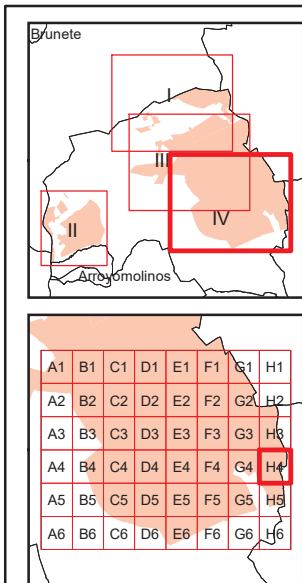 Brunete
I
III
IV
II
Arroyomolinos
A1 B1 C1 D1 E1 F1 G1 H1
A2 B2 C2 D2 E2 F2 G2 H2
A3 B3 C3 D3 E3 F3 G3 H3
A4 B4 C4 D4 E4 F4 G4 H4
A5 B5 C5 D5 E5 F5 G5 H5
A6 B6 C6 D6 E6 F6 G6 H6